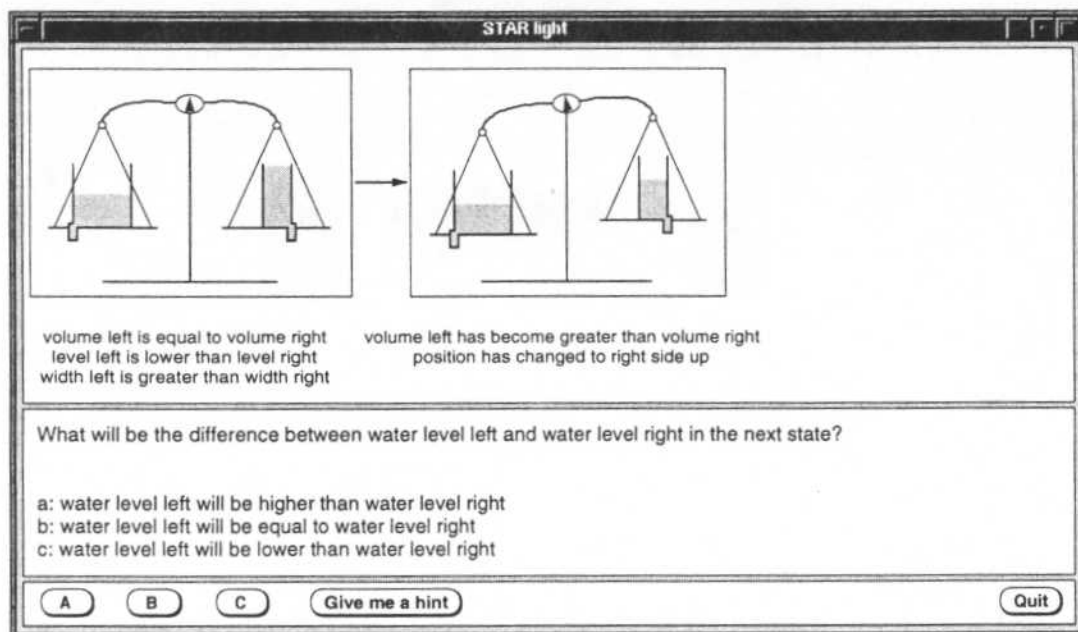 STAR light
volume left is equal to volume right
level left is lower than level right
width left is greater than width right
volume left has become greater than volume right
position has changed to right side up
What will be the difference between water level left and water level right in the next state?
a: water level left will be higher than water level right
b: water level left will be equal to water level right
c: water level left will be lower than water level right
A B C Give me a hint Quit